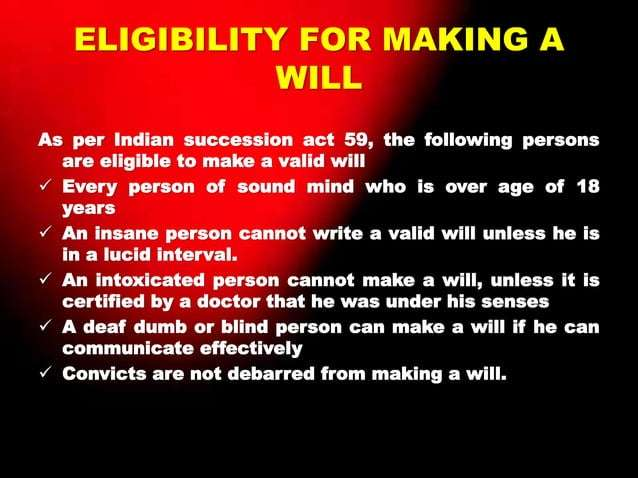 ELIGIBILITY FOR MAKING A
WILL
As per Indian succession act 59, the following persons
are eligible to make a valid will
✓ Every person of sound mind who is over age of 18
years
✓ An insane person cannot write a valid will unless he is
in a lucid interval.
✓ An intoxicated person cannot make a will, unless it is
certified by a doctor that he was under his senses
✓ A deaf dumb or blind person can make a will if he can
communicate effectively
✓ Convicts are not debarred from making a will.